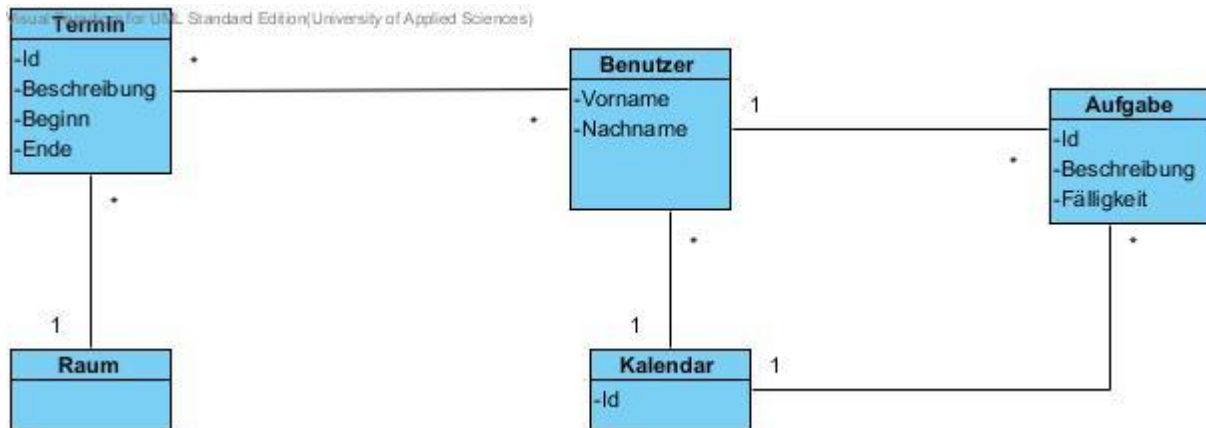 Visual Paradigm for UML Standard Edition(University of Applied Sciences)
Termin
-Id
-Beschreibung
-Beginn
-Ende
*
*
Benutzer
-Vorname
-Nachname
1
*
Aufgabe
-Id
-Beschreibung
-Fälligkeit
*
1
*
1
*
1
Raum
Kalendar
-Id